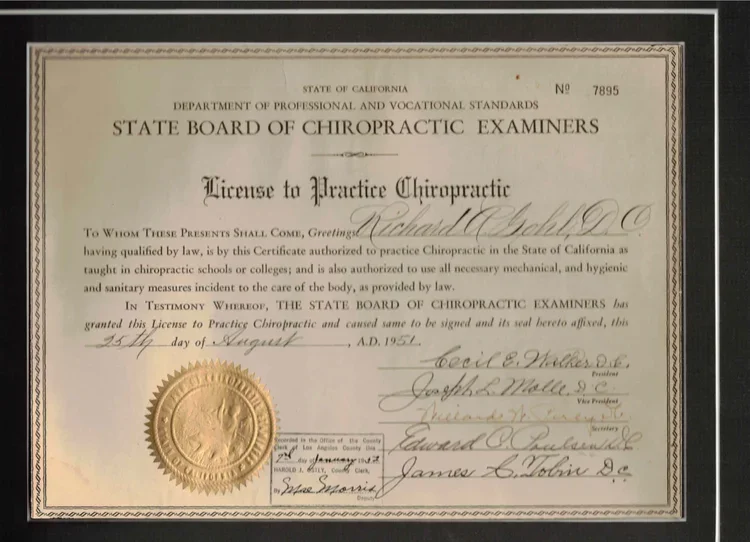 STATE OF CALIFORNIA
Nº 7895
DEPARTMENT OF PROFESSIONAL AND VOCATIONAL STANDARDS
STATE BOARD OF CHIROPRACTIC EXAMINERS
License to Practice Chiropractic
TO WHOM THESE PRESENTS SHALL COME, Greetings Richard C. Gohl, D.C.
having qualified by law, is by this Certificate authorized to practice Chiropractic in the State of California as
taught in chiropractic schools or colleges; and is also authorized to use all necessary mechanical, and hygienic
and sanitary measures incident to the care of the body, as provided by law.
IN TESTIMONY WHEREOF, THE STATE BOARD OF CHIROPRACTIC EXAMINERS has
granted this License to Practice Chiropractic and caused same to be signed and its seal hereto affixed, this
25th day of August, A.D. 1951.
Cecil E. Walker D.C.
President
Joseph L. Molle, D.C.
Vice President
Secretary
Edward C. Poulsen D.C.
James C. Tobin D.C.
Recorded in the Office of the County
Clerk of Los Angeles County this
day January 1952
HAROLD J. OSTLY, County Clerk,
By Mae Morris
Deputy